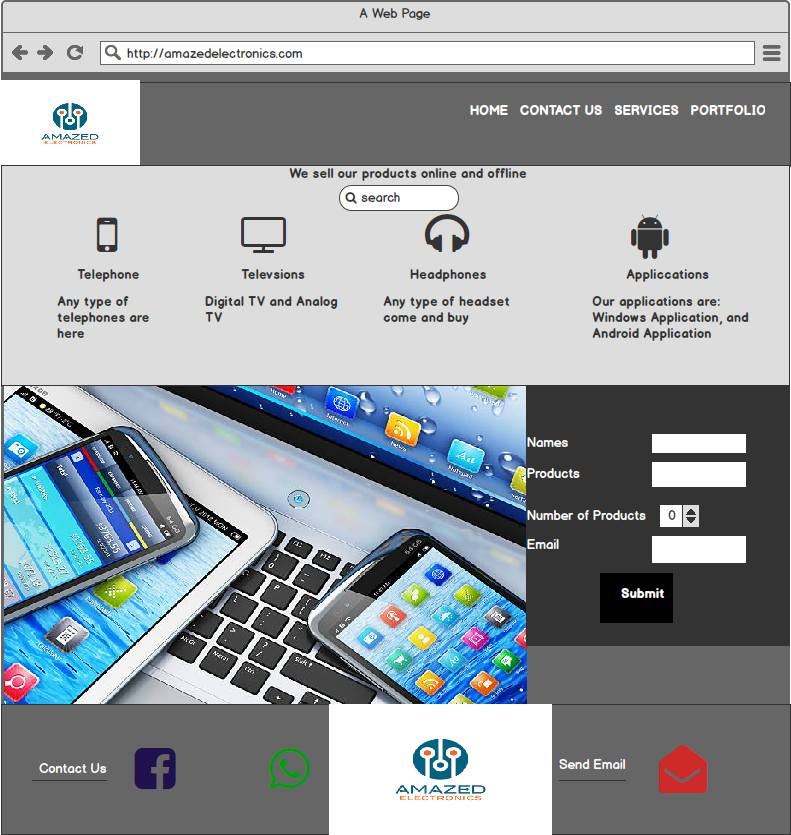 A Web Page
http://amazedelectronics.com
AMAZED
ELECTRONICS
HOME CONTACT US SERVICES PORTFOLIO
We sell our products online and offline
search
Telephone
Televsions
Headphones
Appliccations
Any type of
telephones are
here
Digital TV and Analog
TV
Any type of headset
come and buy
Our applications are:
Windows Application, and
Android Application
Names
Products
Number of Products 0
Email
Submit
Contact Us
AMAZED
ELECTRONICS
Send Email